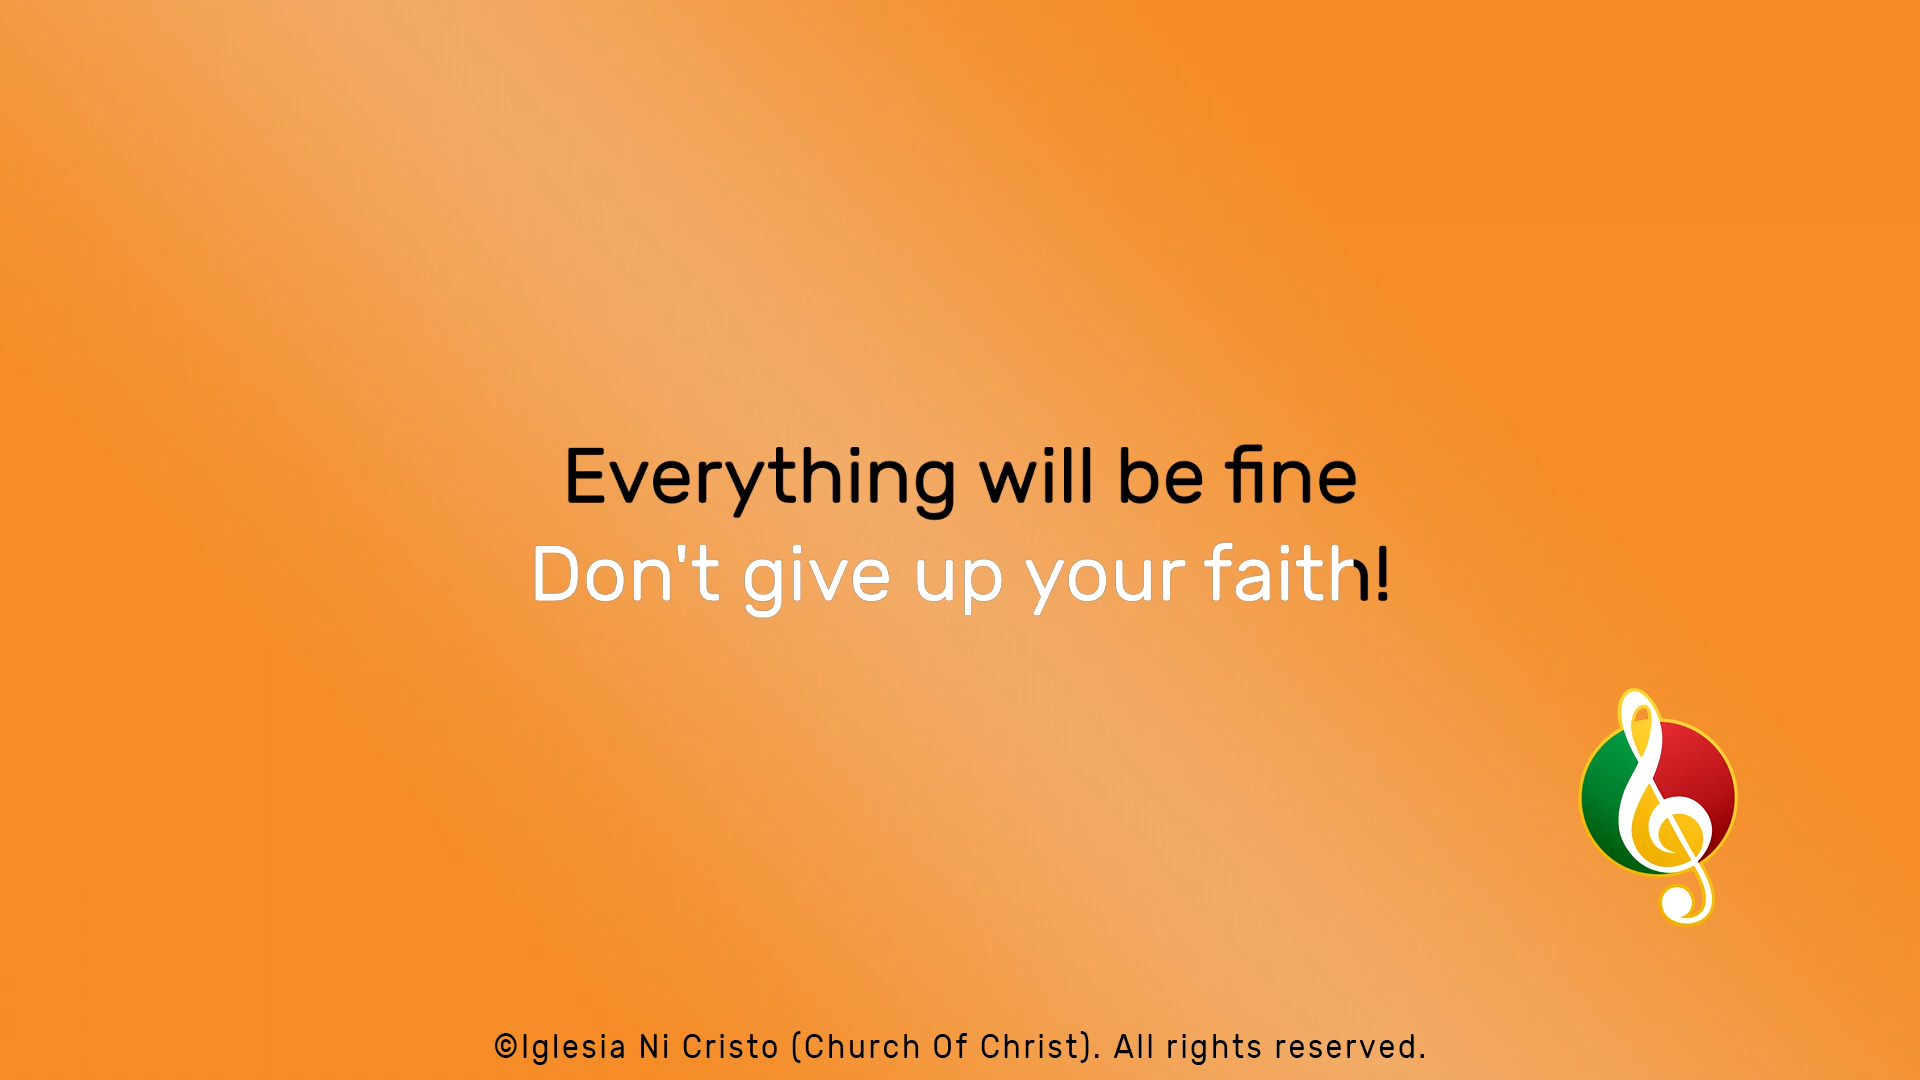 Everything will be fine
Don't give up your faith!
©Iglesia Ni Cristo (Church Of Christ). All rights reserved.